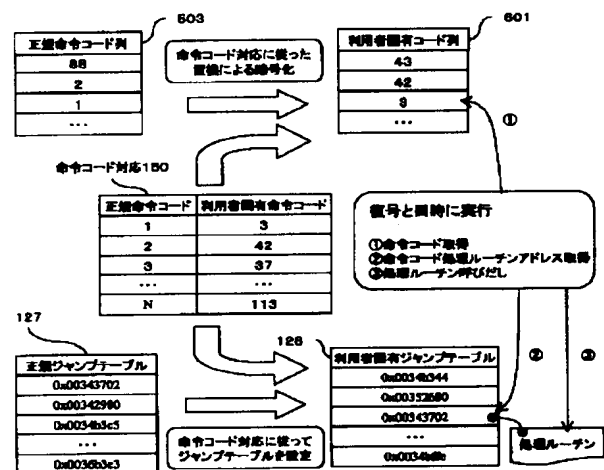 503
601
正規命令コード列
88
2
1
...
命令コード対応に従った
置換による暗号化
利用者固有コード列
43
42
3
...
①
命令コード対応150
正規命令コード 利用者固有命令コード
1 3
2 42
3 37
... ...
N 113
復号と同時に実行
①命令コード取得
②命令コード処理ルーチンアドレス取得
③処理ルーチン呼びだし
127
正規ジャンプテーブル
0x00343702
0x00342980
0x0034b3c5
...
0x0036b3e3
命令コード対応に従って
ジャンプテーブルを設定
128
利用者固有ジャンプテーブル
0x0034b344
0x00352680
0x00343702
...
②
③
処理ルーチン